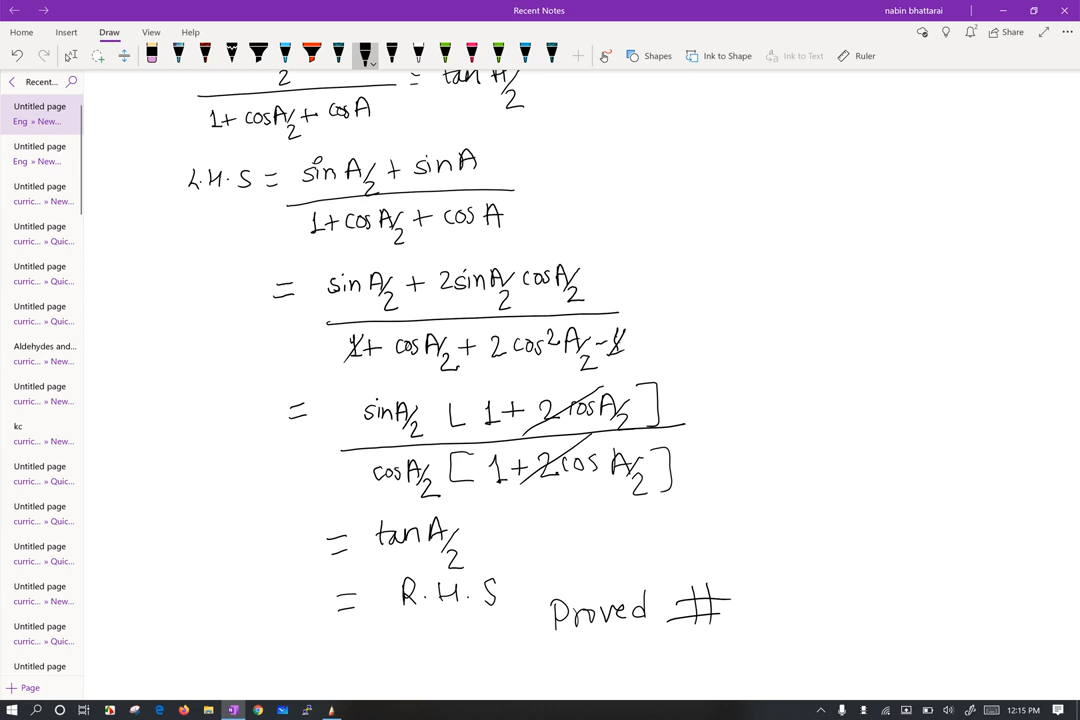 Recent Notes
nabin bhattarai
Home Insert Draw View Help
Share
Shapes Ink to Shape Ink to Text Ruler
Recent...
Untitled page
Eng » New...
Untitled page
Eng » New...
Untitled page
curric... » New...
Untitled page
curric... » Quic...
Untitled page
curric... » Quic...
Untitled page
curric... » Quic...
Aldehydes and...
curric... » New...
Untitled page
curric... » New...
kc
curric... » New...
Untitled page
curric... » Quic...
Untitled page
curric... » Quic...
Untitled page
curric... » Quic...
Untitled page
curric... » New...
Untitled page
curric... » Quic...
Untitled page
+ Page
2 = tan A/2
1+ cosA/2 + cosA
L.H.S = sinA/2 + sinA
1+cosA/2 + cosA
= sinA/2 + 2sinA/2 cosA/2
1+ cosA/2 + 2cos²A/2 - 1
= sinA/2 [ 1+ 2cosA/2 ]
cosA/2 [ 1+2cos A/2 ]
= tanA/2
= R.H.S Proved #
12:15 PM